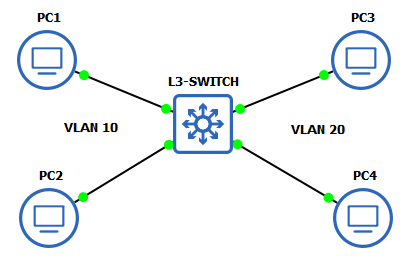 PC1
PC3
L3-SWITCH
VLAN 10
VLAN 20
PC2
PC4